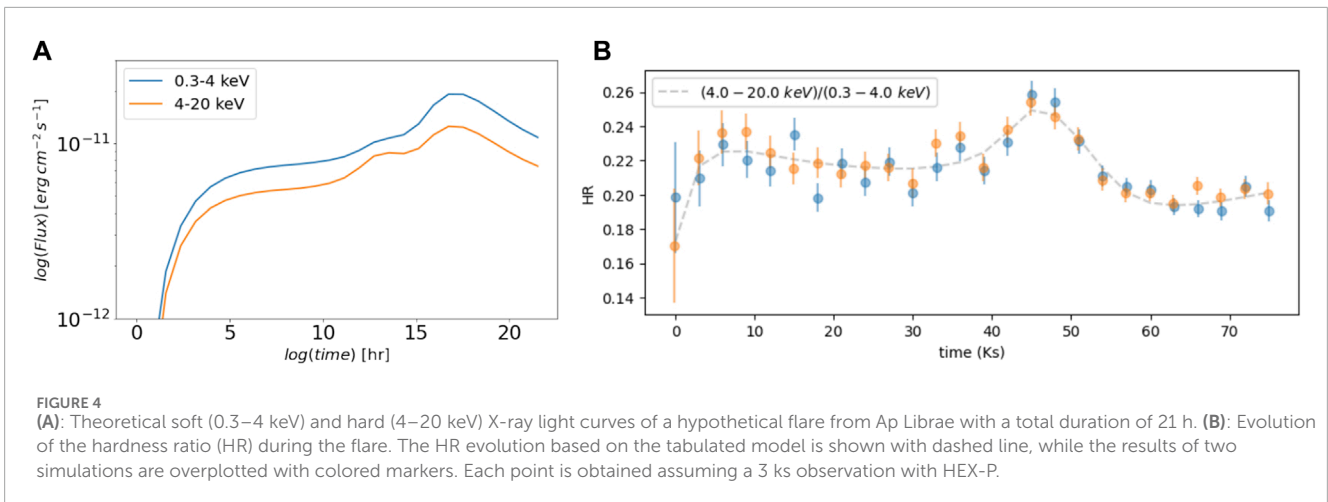 A
0.3-4 keV
4-20 keV
log(Flux) [erg cm⁻² s⁻¹]
10⁻¹¹
10⁻¹²
0 5 10 15 20
log(time) [hr]
B
(4.0 − 20.0 keV)/(0.3 − 4.0 keV)
HR
0.26
0.24
0.22
0.20
0.18
0.16
0.14
0 10 20 30 40 50 60 70
time (Ks)
FIGURE 4
(A): Theoretical soft (0.3–4 keV) and hard (4–20 keV) X-ray light curves of a hypothetical flare from Ap Librae with a total duration of 21 h. (B): Evolution
of the hardness ratio (HR) during the flare. The HR evolution based on the tabulated model is shown with dashed line, while the results of two
simulations are overplotted with colored markers. Each point is obtained assuming a 3 ks observation with HEX-P.